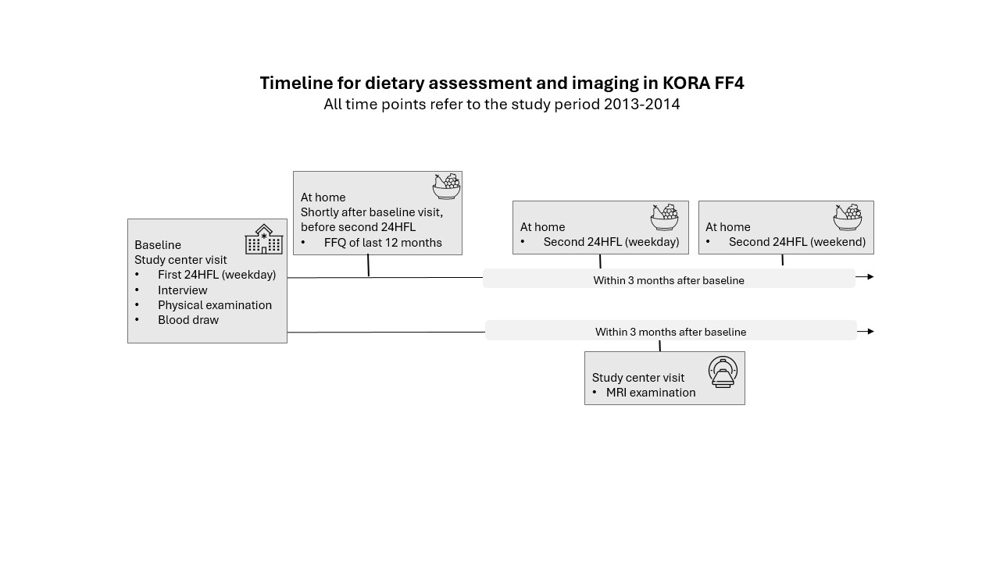 Timeline for dietary assessment and imaging in KORA FF4
All time points refer to the study period 2013-2014
Baseline
Study center visit
• First 24HFL (weekday)
• Interview
• Physical examination
• Blood draw
At home
Shortly after baseline visit,
before second 24HFL
• FFQ of last 12 months
At home
• Second 24HFL (weekday)
At home
• Second 24HFL (weekend)
Within 3 months after baseline
Within 3 months after baseline
Study center visit
• MRI examination